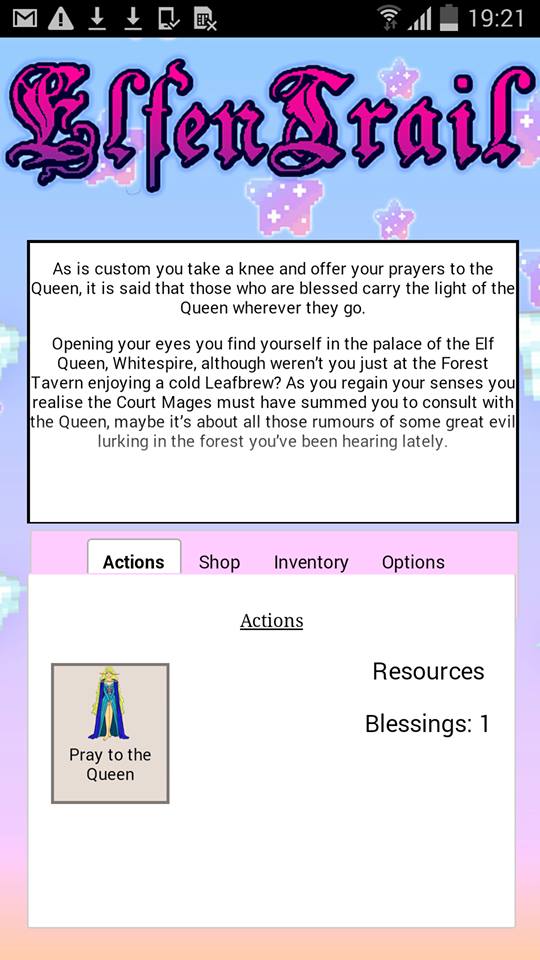 19:21
ElfenTrail
As is custom you take a knee and offer your prayers to the
Queen, it is said that those who are blessed carry the light of the
Queen wherever they go.
Opening your eyes you find yourself in the palace of the Elf
Queen, Whitespire, although weren't you just at the Forest
Tavern enjoying a cold Leafbrew? As you regain your senses you
realise the Court Mages must have summed you to consult with
the Queen, maybe it's about all those rumours of some great evil
lurking in the forest you've been hearing lately.
Actions Shop Inventory Options
Actions
Resources
Blessings: 1
Pray to the
Queen